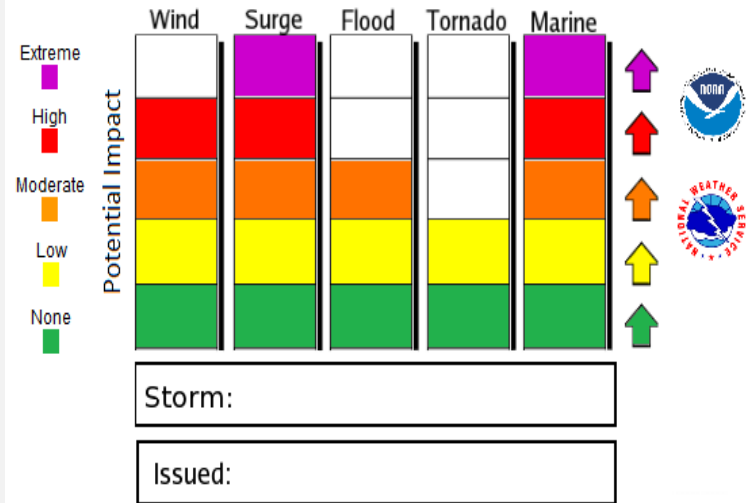 Wind Surge Flood Tornado Marine
Extreme
High
Moderate
Low
None
Potential Impact
NOAA
NATIONAL WEATHER SERVICE
Storm:
Issued: